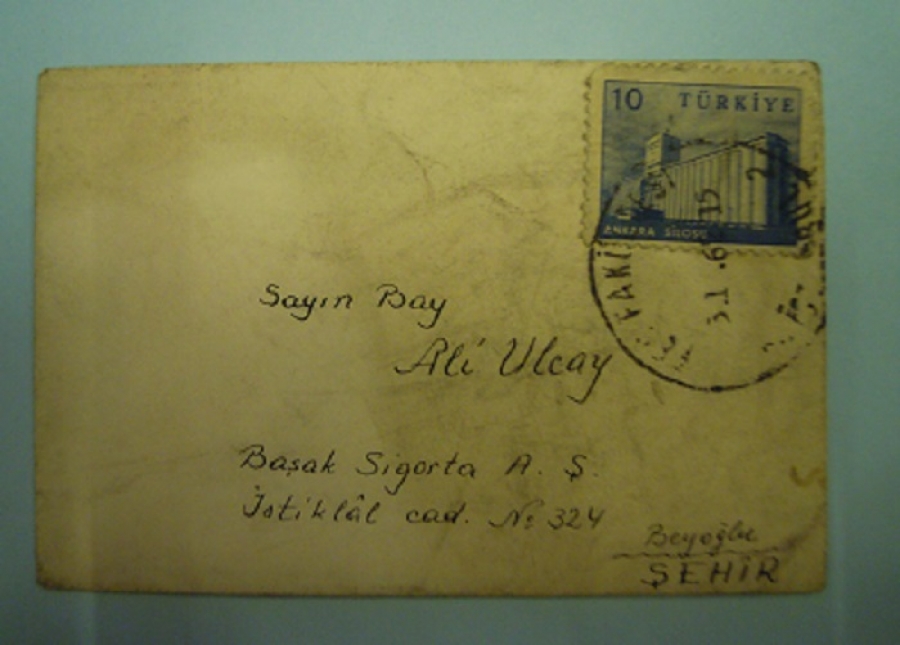 10 TÜRKİYE
ANKARA SİLOSU
Sayın Bay
Ali Ulcay
Başak Sigorta A. Ş.
İstiklâl cad. No 324
Beyoğlu
ŞEHİR